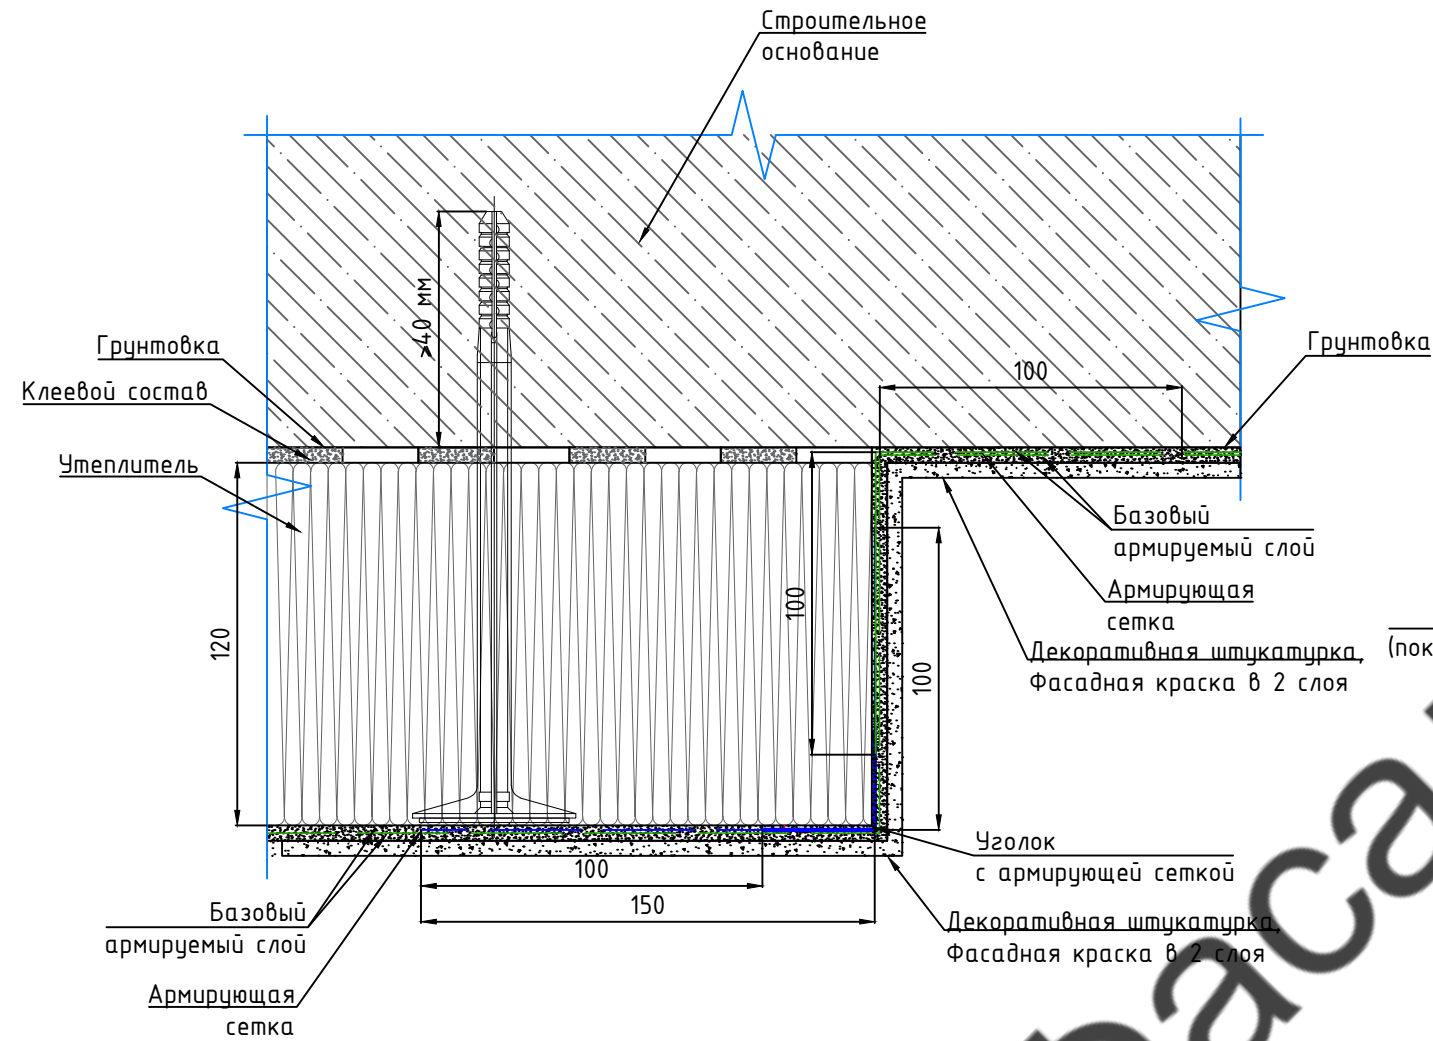 Строительное
основание
>40 мм
Грунтовка
Клеевой состав
Утеплитель
Грунтовка
100
Базовый
армируемый слой
Армирующая
сетка
Декоративная штукатурка,
Фасадная краска в 2 слоя
(пок
120
100
100
Уголок
с армирующей сеткой
100
150
Базовый
армируемый слой
Декоративная штукатурка,
Фасадная краска в 2 слоя
Армирующая
сетка